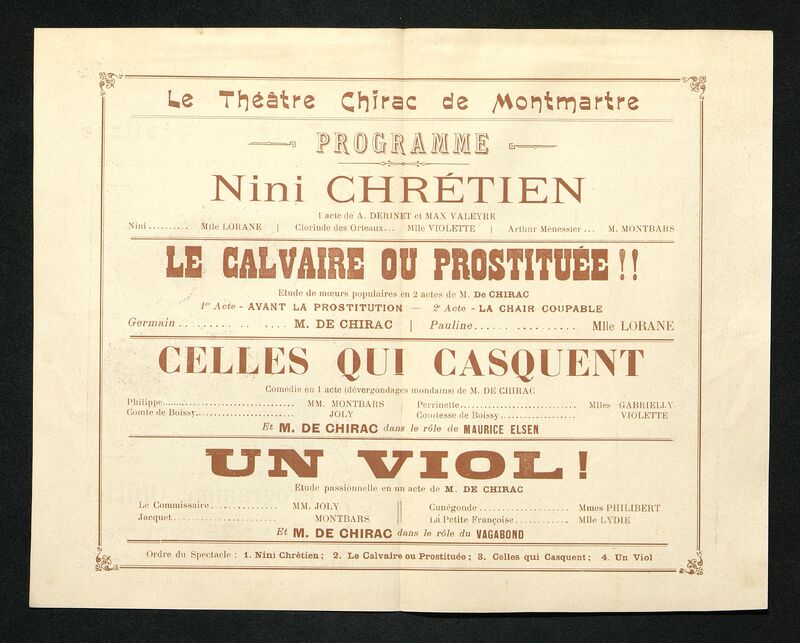 Le Théâtre Chirac de Montmartre
PROGRAMME
Nini CHRÉTIEN
1 acte de A. DERINET et MAX VALEYRE
Nini.......... Mlle LORANE | Clorinde des Orteaux... Mlle VIOLETTE | Arthur Menessier ... M. MONTBARS
LE CALVAIRE OU PROSTITUÉE !!
Etude de mœurs populaires en 2 actes de M. De CHIRAC
1er Acte - AVANT LA PROSTITUTION — 2e Acte - LA CHAIR COUPABLE
Germain .................. M. DE CHIRAC | Pauline.................. Mlle LORANE
CELLES QUI CASQUENT
Comédie en 1 acte (dévergondages mondains) de M. DE CHIRAC
Philippe.............................. MM. MONTBARS Perrinette.......................... Mlles GABRIELLY
Comte de Boissy...................... JOLY Comtesse de Boissy................. VIOLETTE
Et M. DE CHIRAC dans le rôle de MAURICE ELSEN
UN VIOL!
Etude passionnelle en un acte de M. DE CHIRAC
Le Commissaire............... MM. JOLY Cunégonde.................. Mmes PHILIBERT
Jacquet....................... MONTBARS La Petite Françoise............ Mlle LYDIE
Et M. DE CHIRAC dans le rôle du VAGABOND
Ordre du Spectacle : 1. Nini Chrétien ; 2. Le Calvaire ou Prostituée ; 3. Celles qui Casquent ; 4. Un Viol